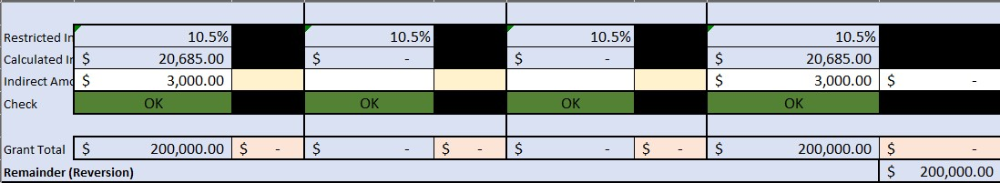 Restricted In 10.5% 10.5% 10.5% 10.5%
Calculated In $ 20,685.00 $ - $ - $ 20,685.00
Indirect Amo $ 3,000.00 $ 3,000.00 $ -
Check OK OK OK OK
Grant Total $ 200,000.00 $ - $ - $ - $ - $ - $ 200,000.00 $ -
Remainder (Reversion) $ 200,000.00